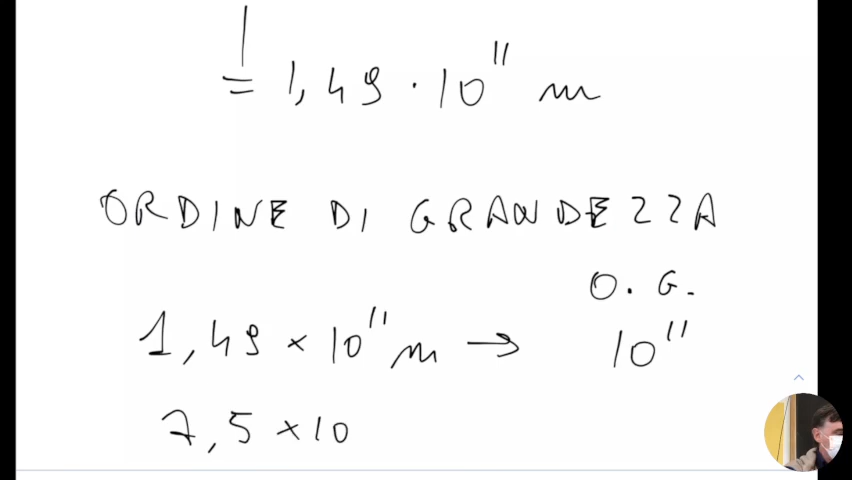 = 1,49 · 10¹¹ m
ORDINE DI GRANDEZZA
O. G.
1,49 × 10¹¹ m → 10¹¹
7,5 × 10